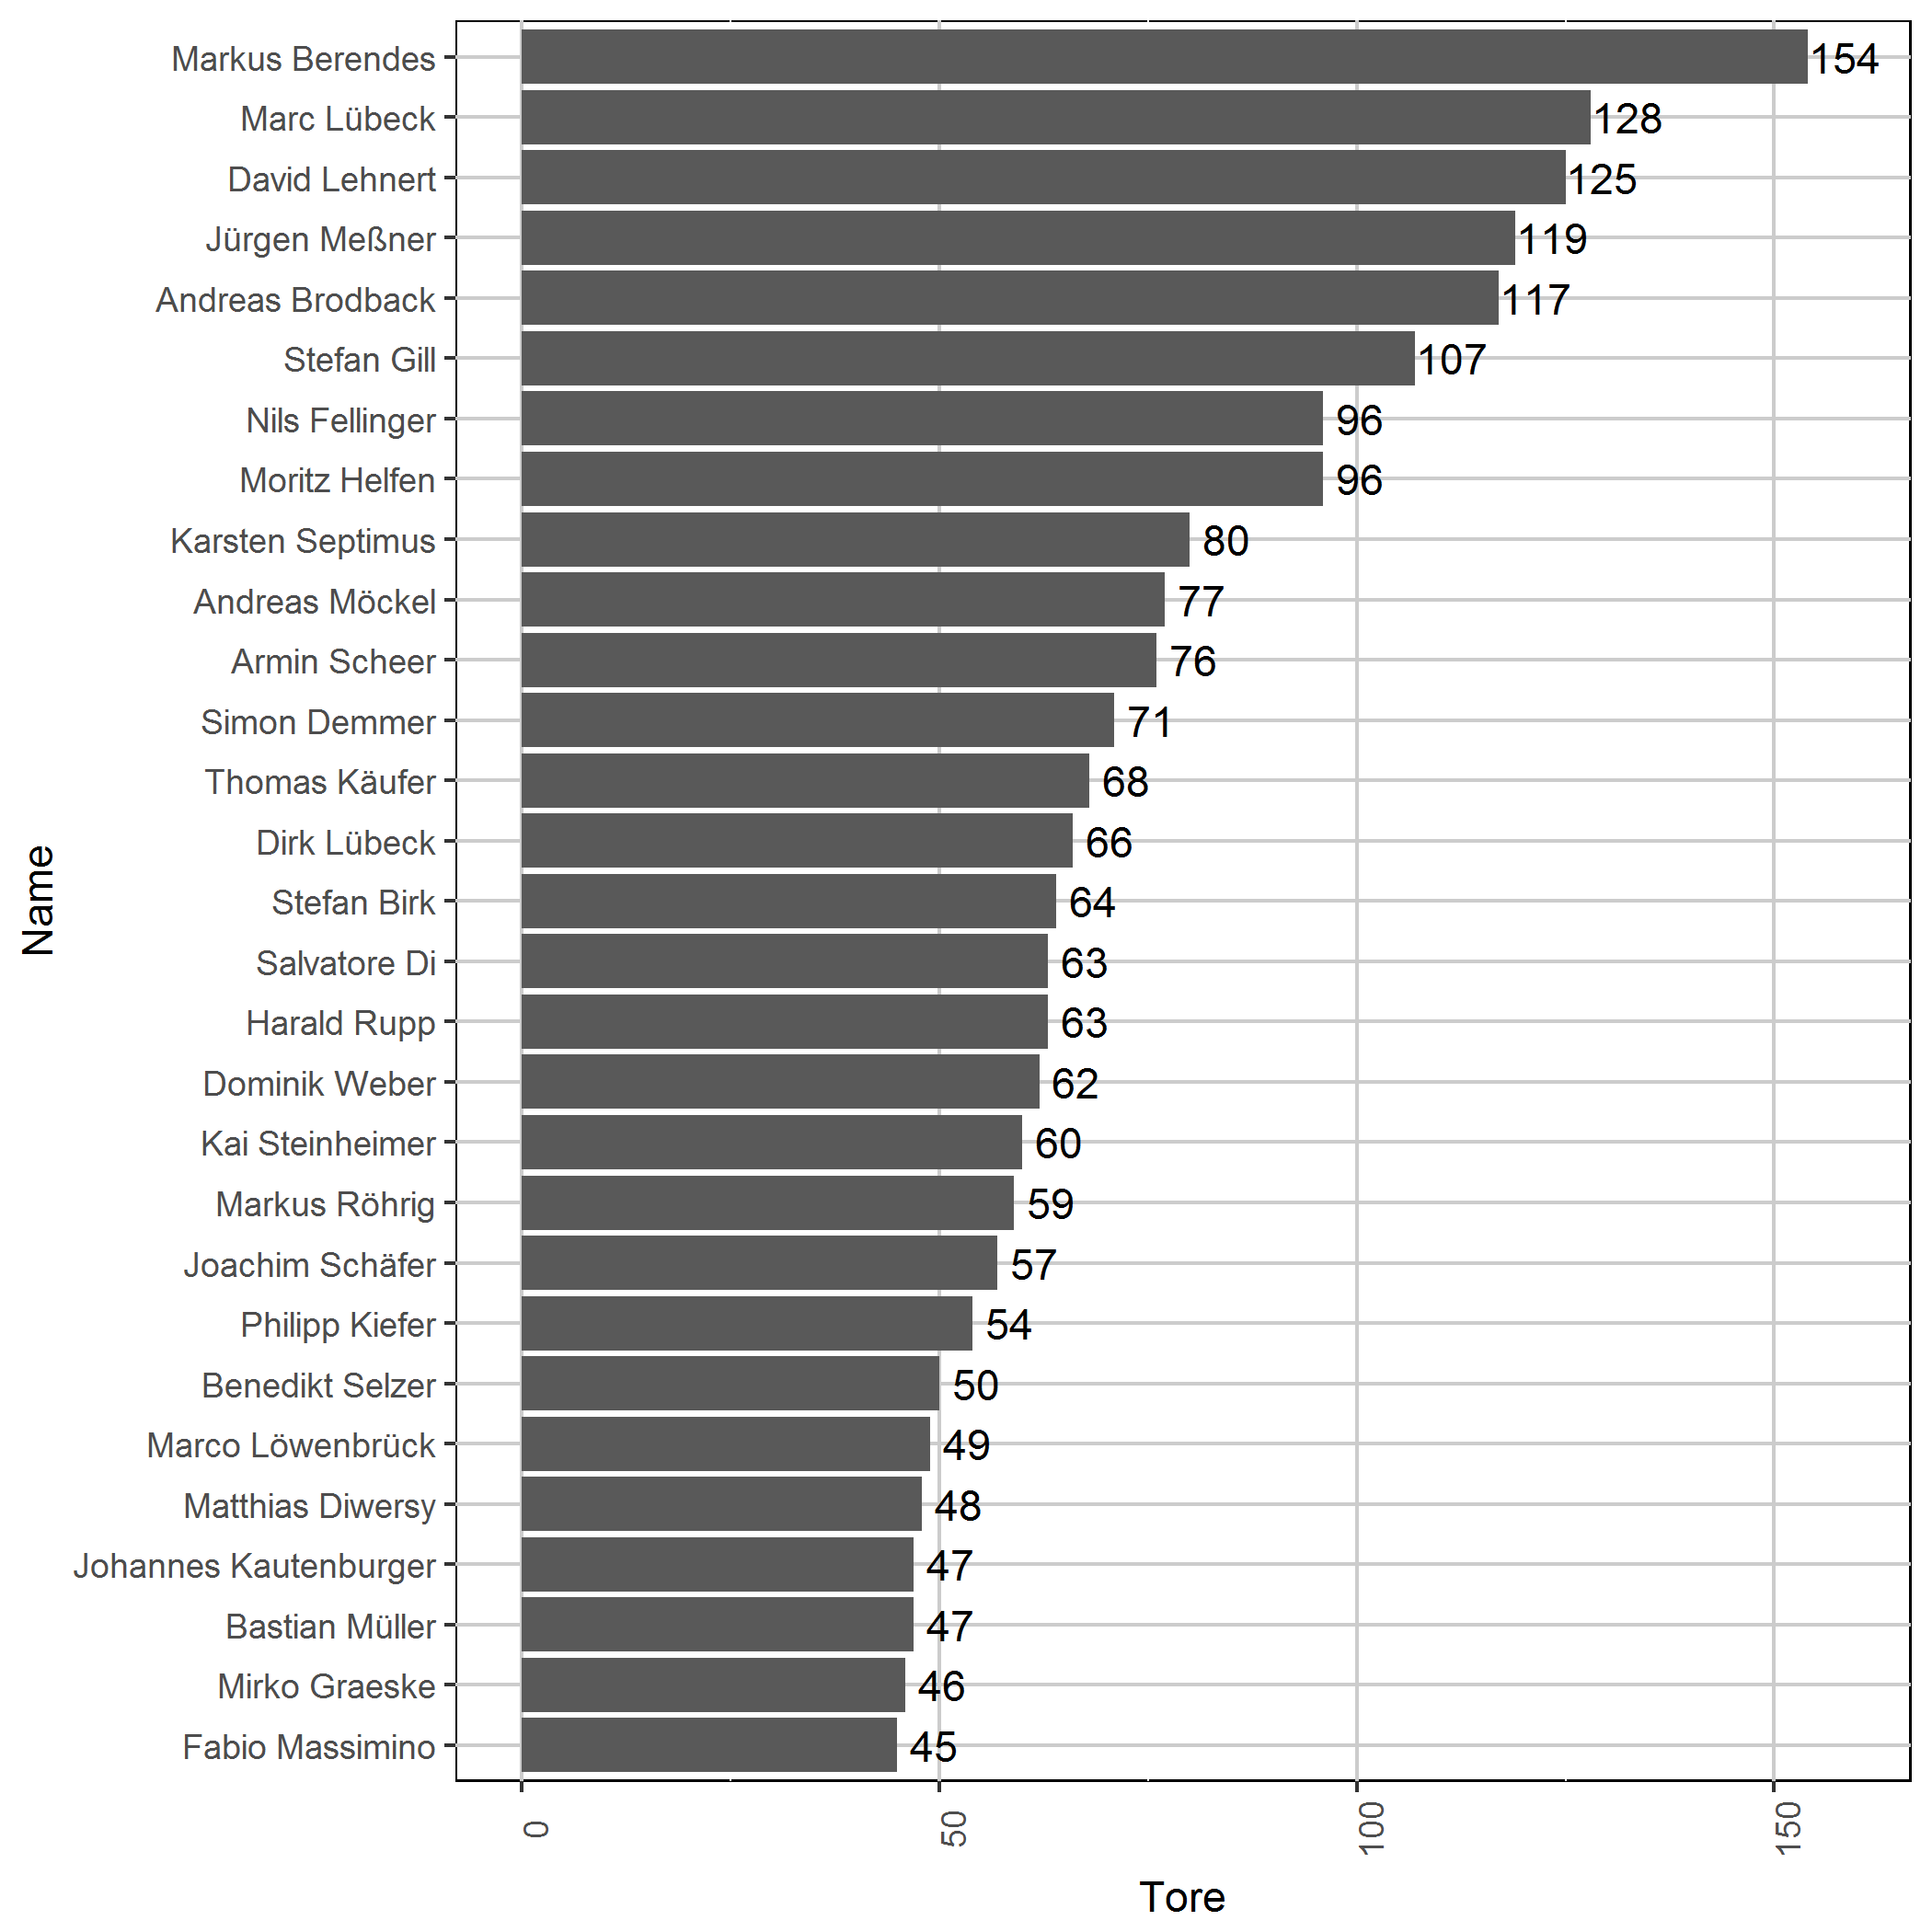 Markus Berendes 154
Marc Lübeck 128
David Lehnert 125
Jürgen Meßner 119
Andreas Brodback 117
Stefan Gill 107
Nils Fellinger 96
Moritz Helfen 96
Karsten Septimus 80
Andreas Möckel 77
Armin Scheer 76
Simon Demmer 71
Thomas Käufer 68
Dirk Lübeck 66
Stefan Birk 64
Salvatore Di 63
Harald Rupp 63
Dominik Weber 62
Kai Steinheimer 60
Markus Röhrig 59
Joachim Schäfer 57
Philipp Kiefer 54
Benedikt Selzer 50
Marco Löwenbrück 49
Matthias Diwersy 48
Johannes Kautenburger 47
Bastian Müller 47
Mirko Graeske 46
Fabio Massimino 45
Name
0 50 100 150
Tore